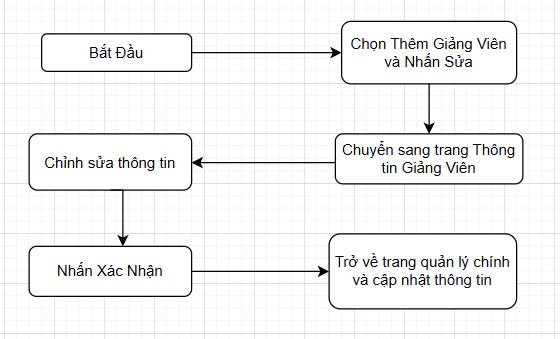 Bắt Đầu
Chọn Thêm Giảng Viên
và Nhấn Sửa
Chuyển sang trang Thông
tin Giảng Viên
Chỉnh sửa thông tin
Nhấn Xác Nhận
Trở về trang quản lý chính
và cập nhật thông tin